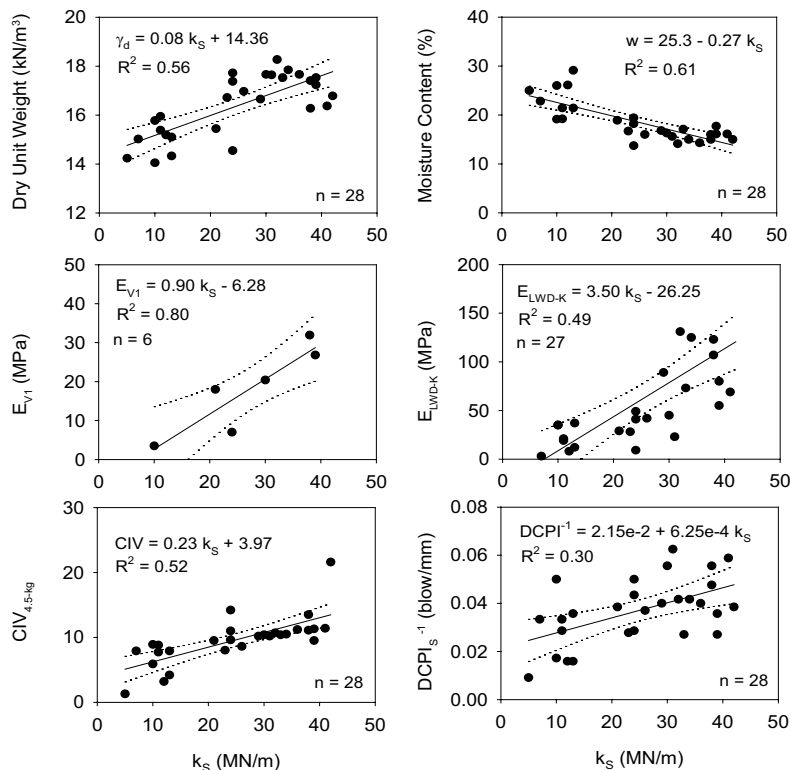 Dry Unit Weight (kN/m³)
20
18
16
14
12
γd = 0.08 kS + 14.36
R² = 0.56
n = 28
0 10 20 30 40 50
Moisture Content (%)
40
30
20
10
0
w = 25.3 - 0.27 kS
R² = 0.61
n = 28
0 10 20 30 40 50
EV1 (MPa)
50
40
30
20
10
0
EV1 = 0.90 kS - 6.28
R² = 0.80
n = 6
0 10 20 30 40 50
ELWD-K (MPa)
200
150
100
50
0
ELWD-K = 3.50 kS - 26.25
R² = 0.49
n = 27
0 10 20 30 40 50
CIV4.5-kg
30
20
10
0
CIV = 0.23 kS + 3.97
R² = 0.52
n = 28
0 10 20 30 40 50
kS (MN/m)
DCPIS⁻¹ (blow/mm)
0.08
0.06
0.04
0.02
0.00
DCPI⁻¹ = 2.15e-2 + 6.25e-4 kS
R² = 0.30
n = 28
0 10 20 30 40 50
kS (MN/m)